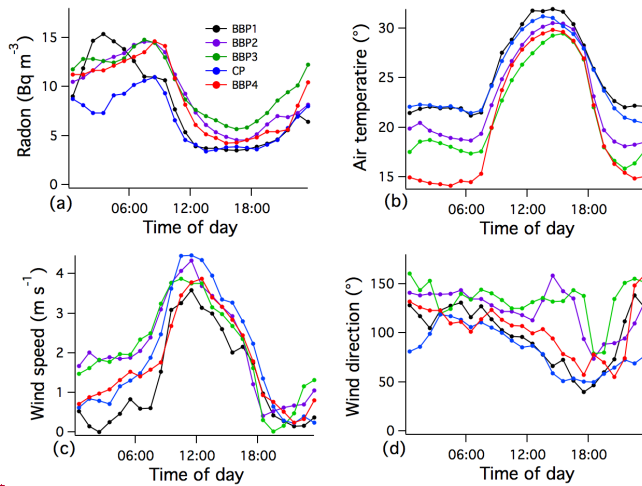 BBP1
BBP2
BBP3
CP
BBP4
Radon (Bq m⁻³)
15
10
5
0
06:00 12:00 18:00
(a) Time of day
Air temperatire (°)
30
25
20
15
06:00 12:00 18:00
(b) Time of day
Wind speed (m s⁻¹)
4
3
2
1
0
06:00 12:00 18:00
(c) Time of day
Wind direction (°)
150
100
50
0
06:00 12:00 18:00
(d) Time of day